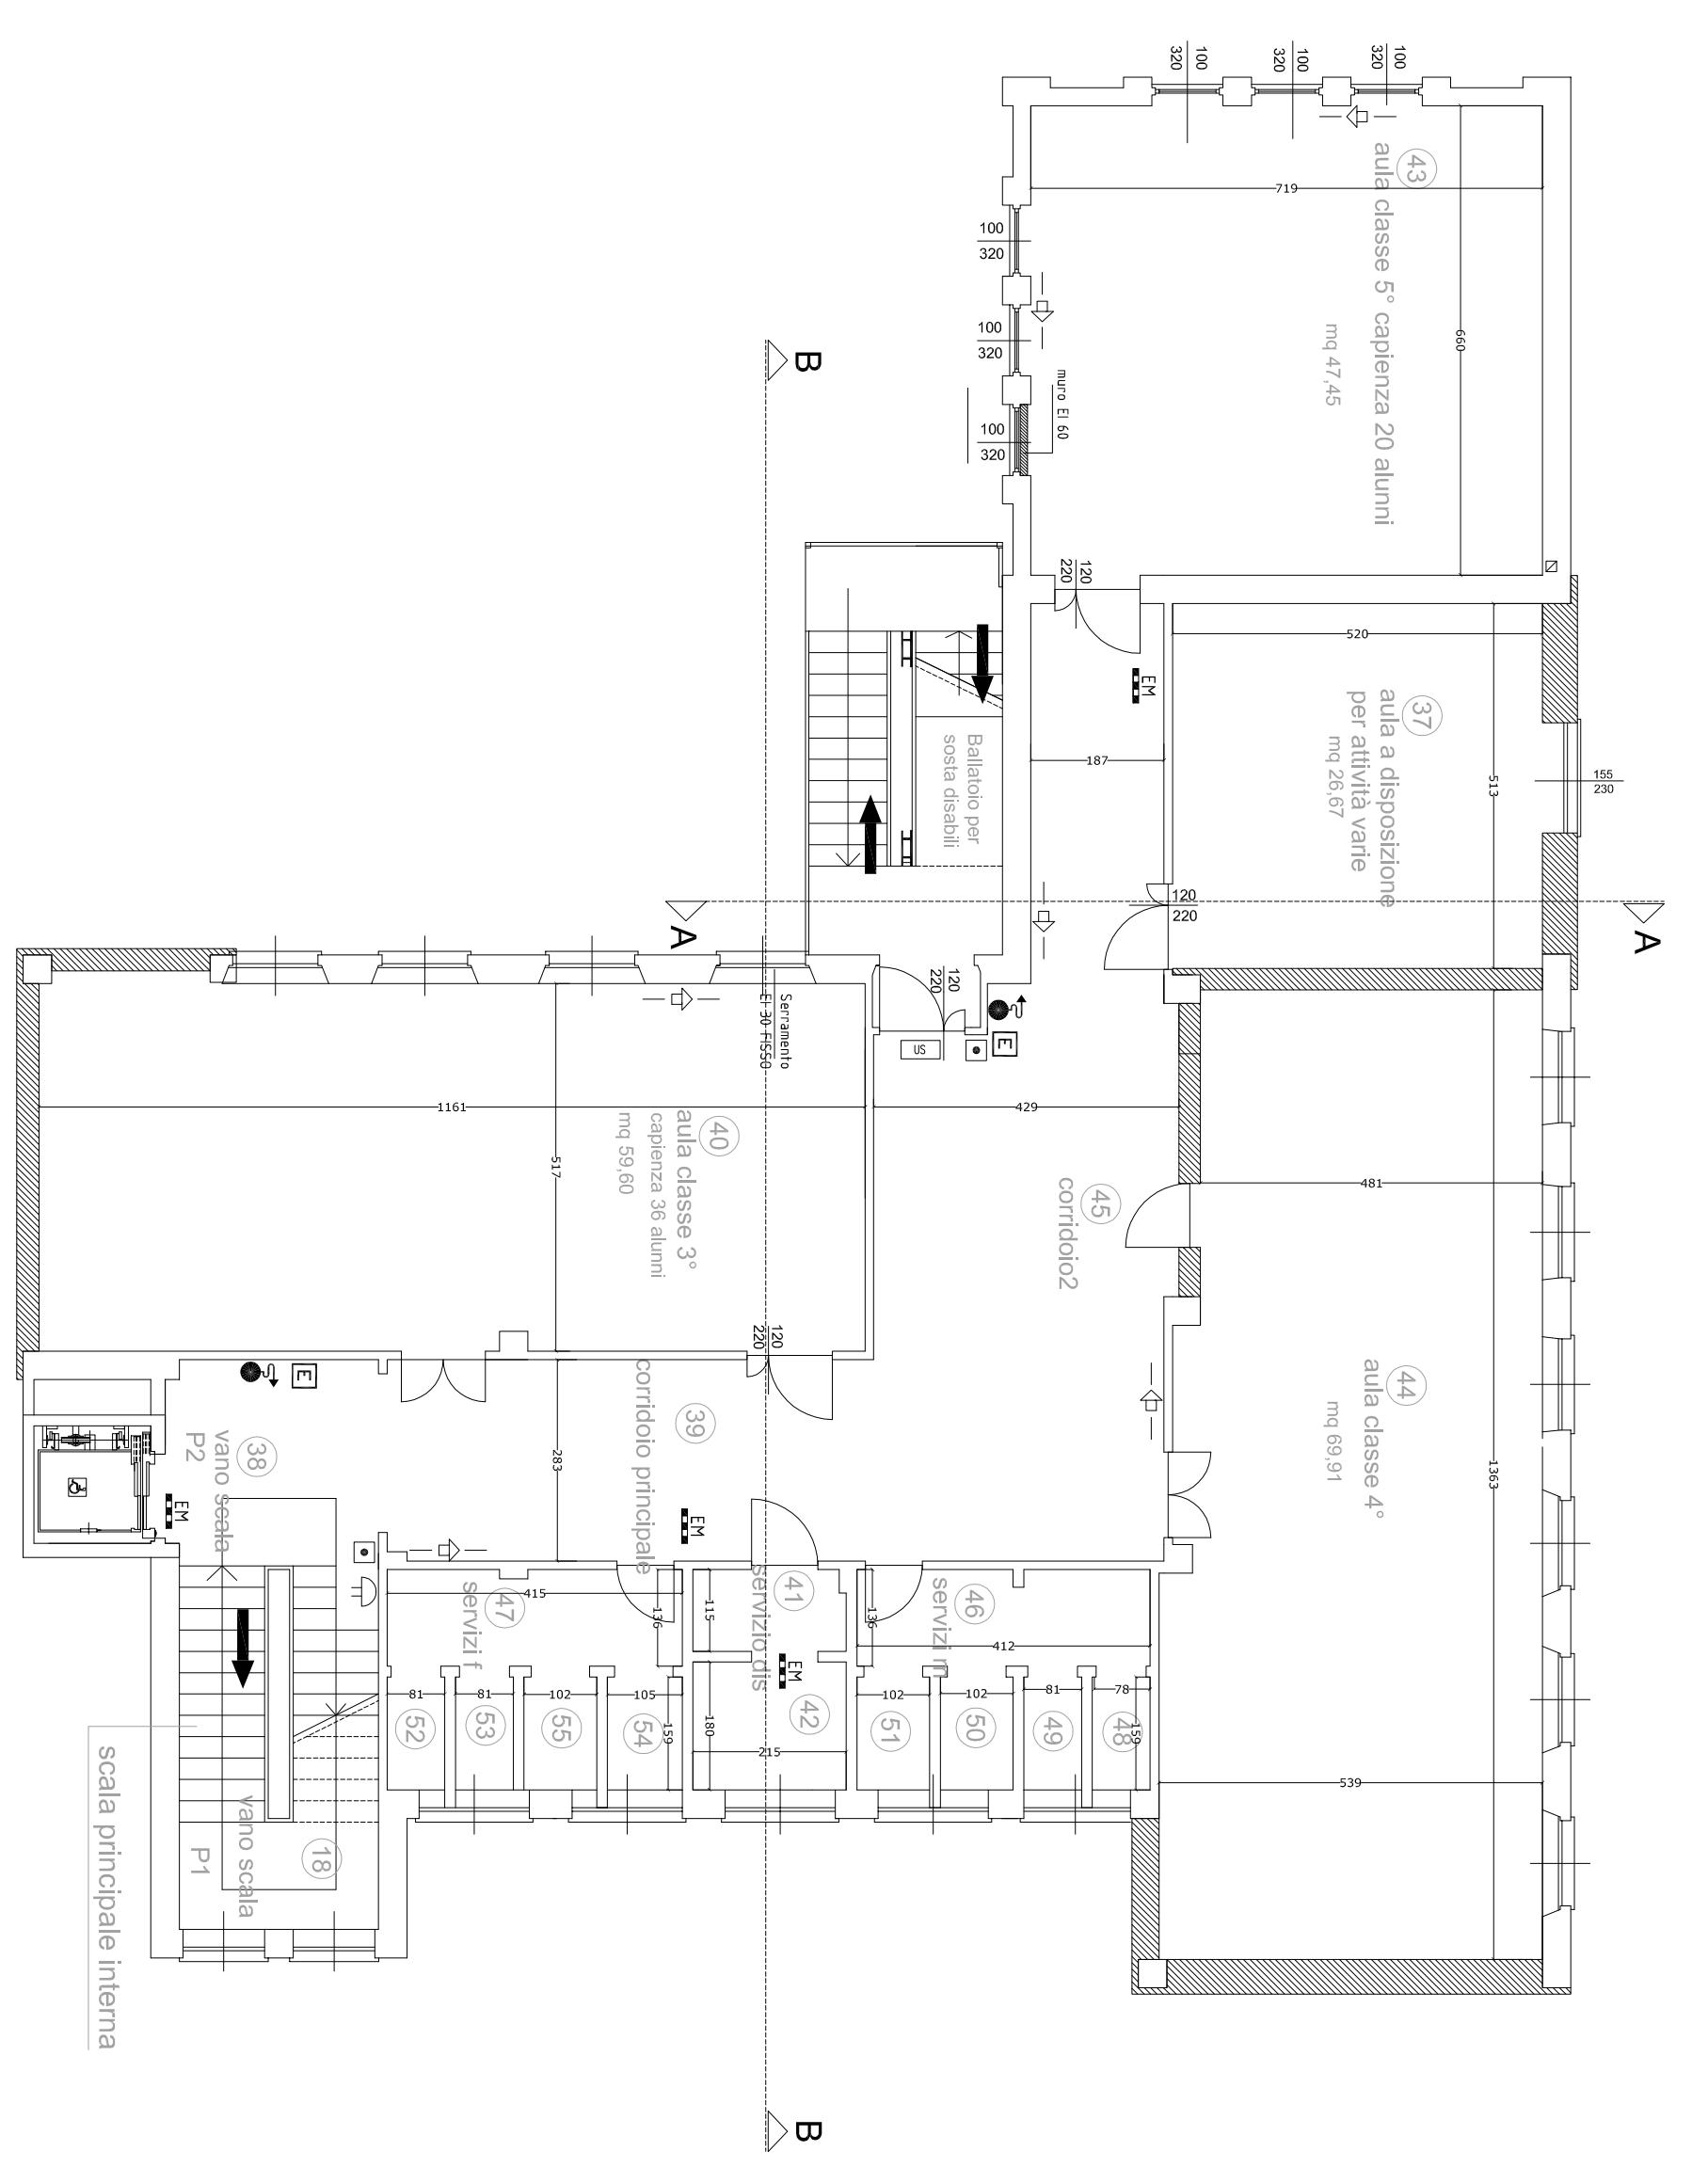 100
320
100
320
100
320
43
aula classe 5° capienza 20 alunni
mq 47,45
719
660
100
320
100
320
100
320
muro EI 60
B
120
220
EM
520
37
aula a disposizione
per attività varie
mq 26,67
513
155
230
187
Ballatoio per
sosta disabili
120
220
A
A
120
220
E
US
Serramento
EI 30 FISSO
1161
517
40
aula classe 3°
capienza 36 alunni
mq 59,60
429
45
corridoio2
481
44
aula classe 4°
mq 69,91
1363
120
220
E
39
corridoio principale
283
38
vano scala
P2
EM
EM
415
47
servizi f
136
115
41
servizio dis
EM
42
180
215
136
46
servizi m
412
81
81
102
105
52
53
55
54
159
102
102
81
78
51
50
49
48
159
539
18
vano scala
P1
scala principale interna
B